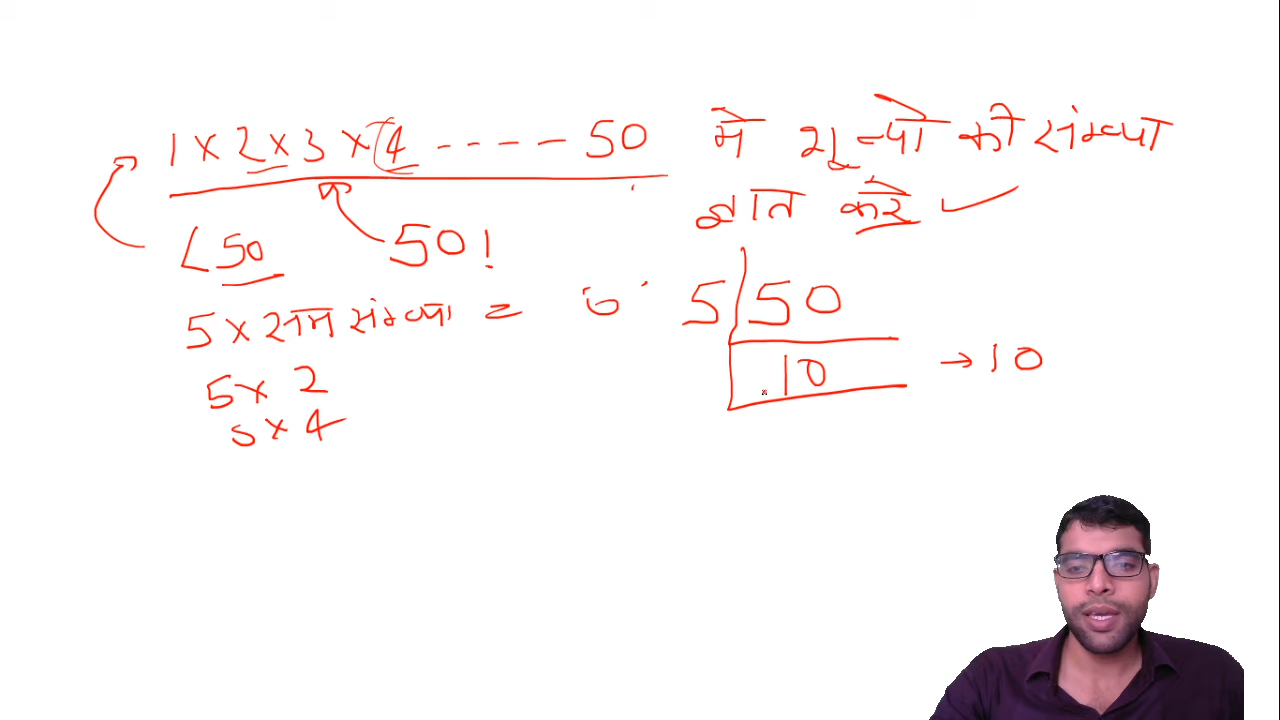 1 × 2 × 3 × 4 ---- 50 में शून्यो की संख्या
ज्ञात करे ✓
∠50 50!
5 × सम संख्या = 0
5 × 2
5 × 4
5 | 50
10 → 10